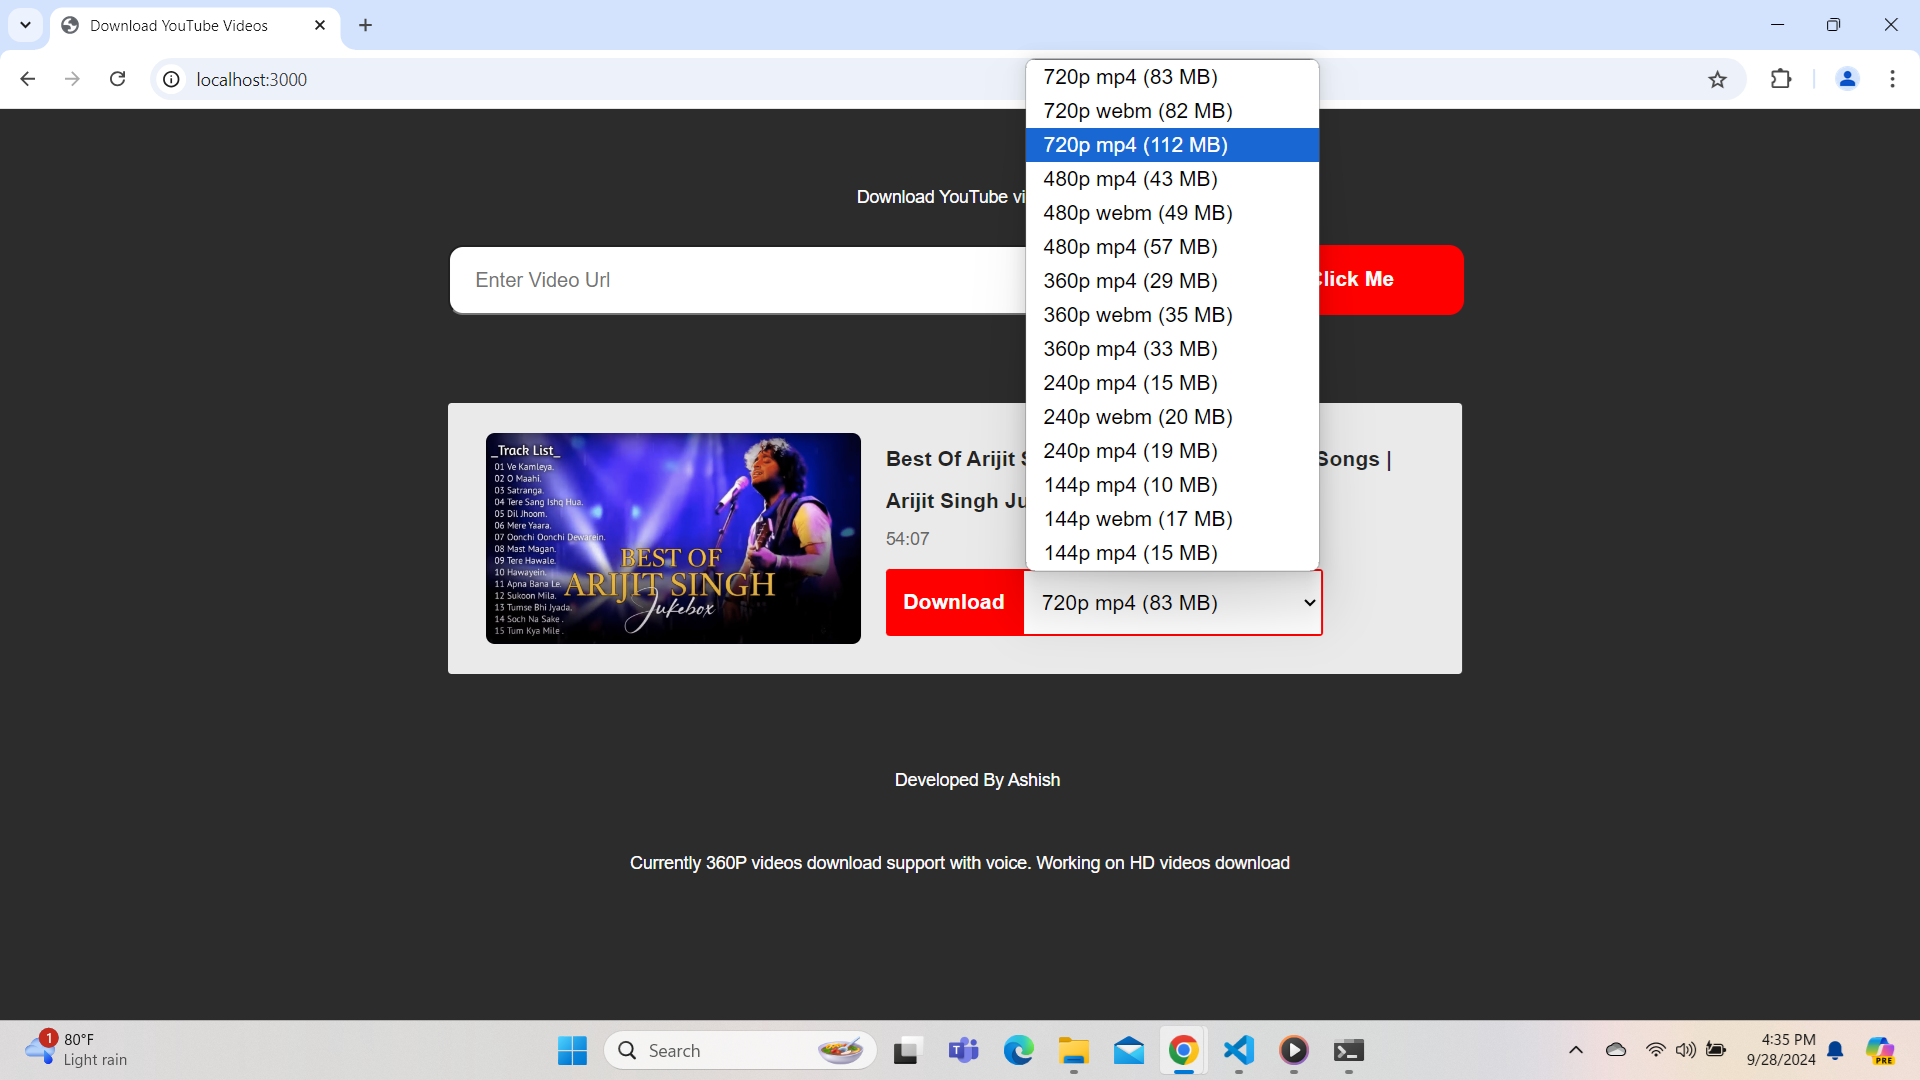 Download YouTube Videos
localhost:3000
720p mp4 (83 MB)
720p webm (82 MB)
720p mp4 (112 MB)
480p mp4 (43 MB)
480p webm (49 MB)
480p mp4 (57 MB)
360p mp4 (29 MB)
360p webm (35 MB)
360p mp4 (33 MB)
240p mp4 (15 MB)
240p webm (20 MB)
240p mp4 (19 MB)
144p mp4 (10 MB)
144p webm (17 MB)
144p mp4 (15 MB)
Download YouTube vi
Enter Video Url
Click Me
_Track List_
01 Ve Kamleya.
02 O Maahi.
03 Satranga.
04 Tere Sang Ishq Hua.
05 Dil Jhoom.
06 Mere Yaara.
07 Oonchi Oonchi Dewarein.
08 Mast Magan.
09 Tere Hawale.
10 Hawayein.
11 Apna Bana Le.
12 Sukoon Mila.
13 Tumse Bhi Jyada.
14 Soch Na Sake .
15 Tum Kya Mile .
BEST OF
ARIJIT SINGH
Jukebox
Best Of Arijit Songs |
Arijit Singh Ju
54:07
Download
720p mp4 (83 MB)
Developed By Ashish
Currently 360P videos download support with voice. Working on HD videos download
1
80°F
Light rain
Search
4:35 PM
9/28/2024
PRE